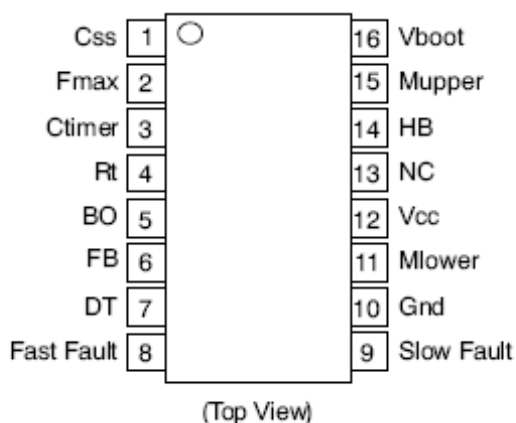 Css 1 16 Vboot
Fmax 2 15 Mupper
Ctimer 3 14 HB
Rt 4 13 NC
BO 5 12 Vcc
FB 6 11 Mlower
DT 7 10 Gnd
Fast Fault 8 9 Slow Fault
(Top View)